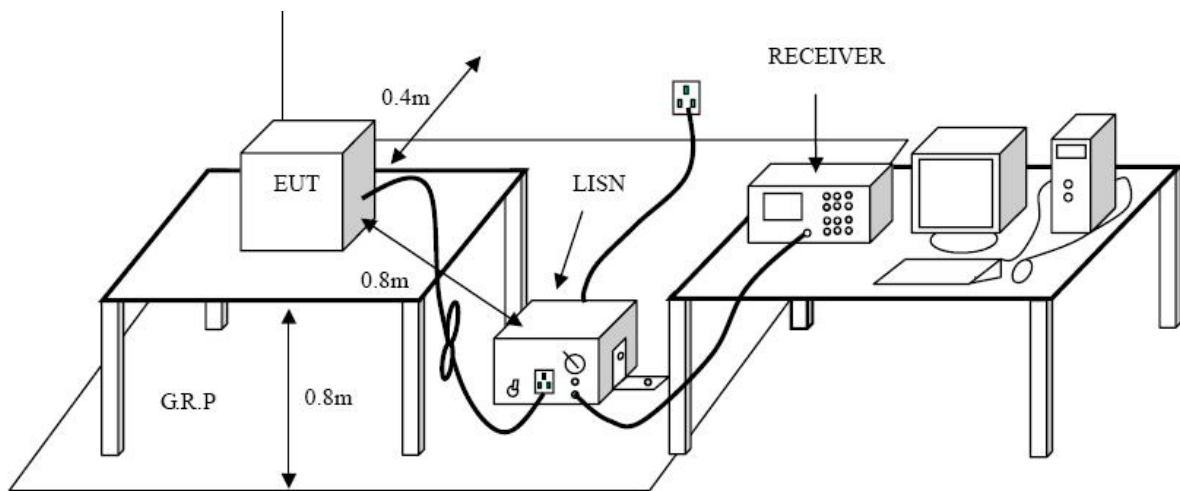 RECEIVER
0.4m
EUT
LISN
0.8m
G.R.P
0.8m